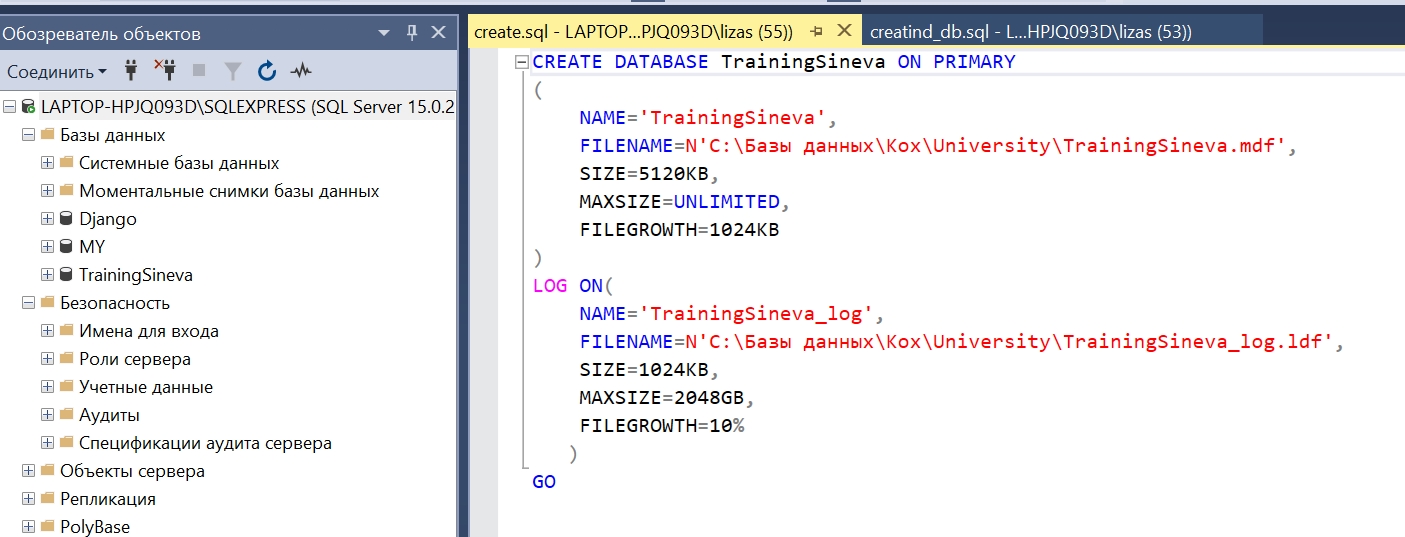 Обозреватель объектов
Соединить
LAPTOP-HPJQ093D\SQLEXPRESS (SQL Server 15.0.2
Базы данных
Системные базы данных
Моментальные снимки базы данных
Django
MY
TrainingSineva
Безопасность
Имена для входа
Роли сервера
Учетные данные
Аудиты
Спецификации аудита сервера
Объекты сервера
Репликация
PolyBase
create.sql - LAPTOP...PJQ093D\lizas (55))
creatind_db.sql - L...HPJQ093D\lizas (53))
CREATE DATABASE TrainingSineva ON PRIMARY
(
NAME='TrainingSineva',
FILENAME=N'C:\Базы данных\Kox\University\TrainingSineva.mdf',
SIZE=5120KB,
MAXSIZE=UNLIMITED,
FILEGROWTH=1024KB
)
LOG ON(
NAME='TrainingSineva_log',
FILENAME=N'C:\Базы данных\Kox\University\TrainingSineva_log.ldf',
SIZE=1024KB,
MAXSIZE=2048GB,
FILEGROWTH=10%
)
GO